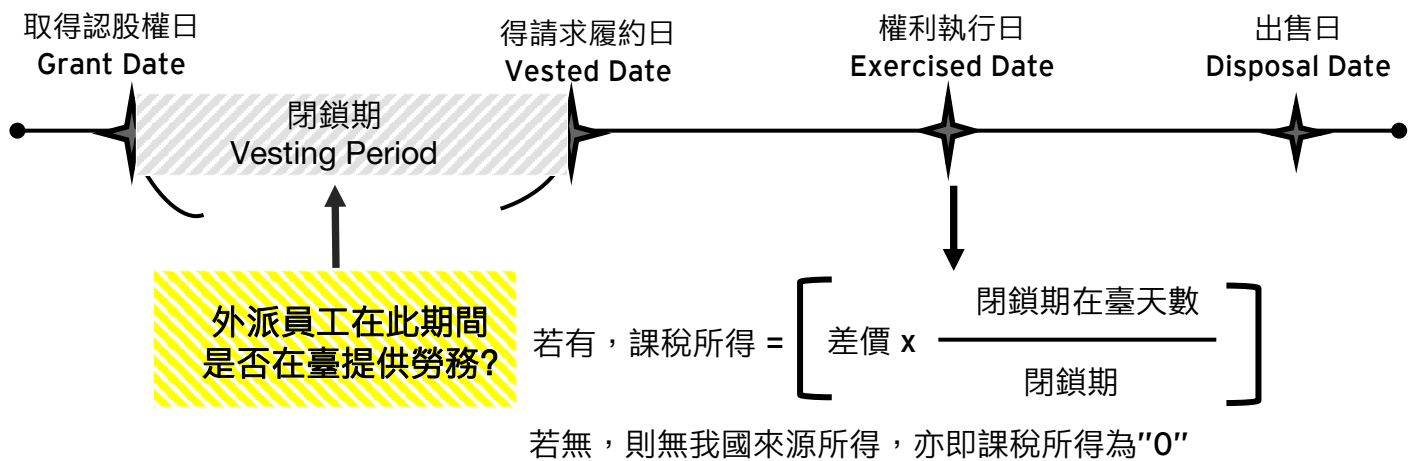 取得認股權日
Grant Date
得請求履約日
Vested Date
權利執行日
Exercised Date
出售日
Disposal Date
閉鎖期
Vesting Period
外派員工在此期間
是否在臺提供勞務?
若有，課稅所得 =
差價 x
閉鎖期在臺天數
閉鎖期
若無，則無我國來源所得，亦即課稅所得為"0"